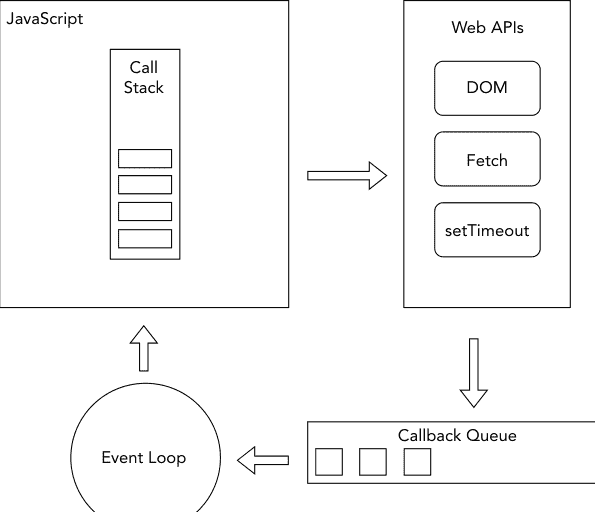 JavaScript
Call
Stack
Web APIs
DOM
Fetch
setTimeout
Event Loop
Callback Queue